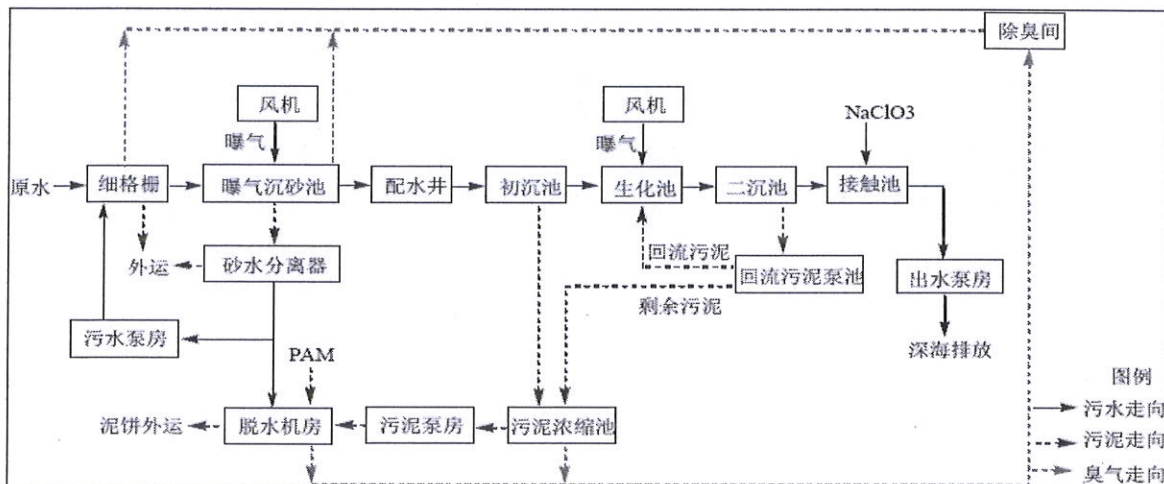 除臭间
风机
风机
NaClO3
曝气
曝气
原水
细格栅
曝气沉砂池
配水井
初沉池
生化池
二沉池
接触池
外运
砂水分离器
回流污泥
回流污泥泵池
出水泵房
剩余污泥
污水泵房
深海排放
PAM
图例
污水走向
泥饼外运
脱水机房
污泥泵房
污泥浓缩池
污泥走向
臭气走向